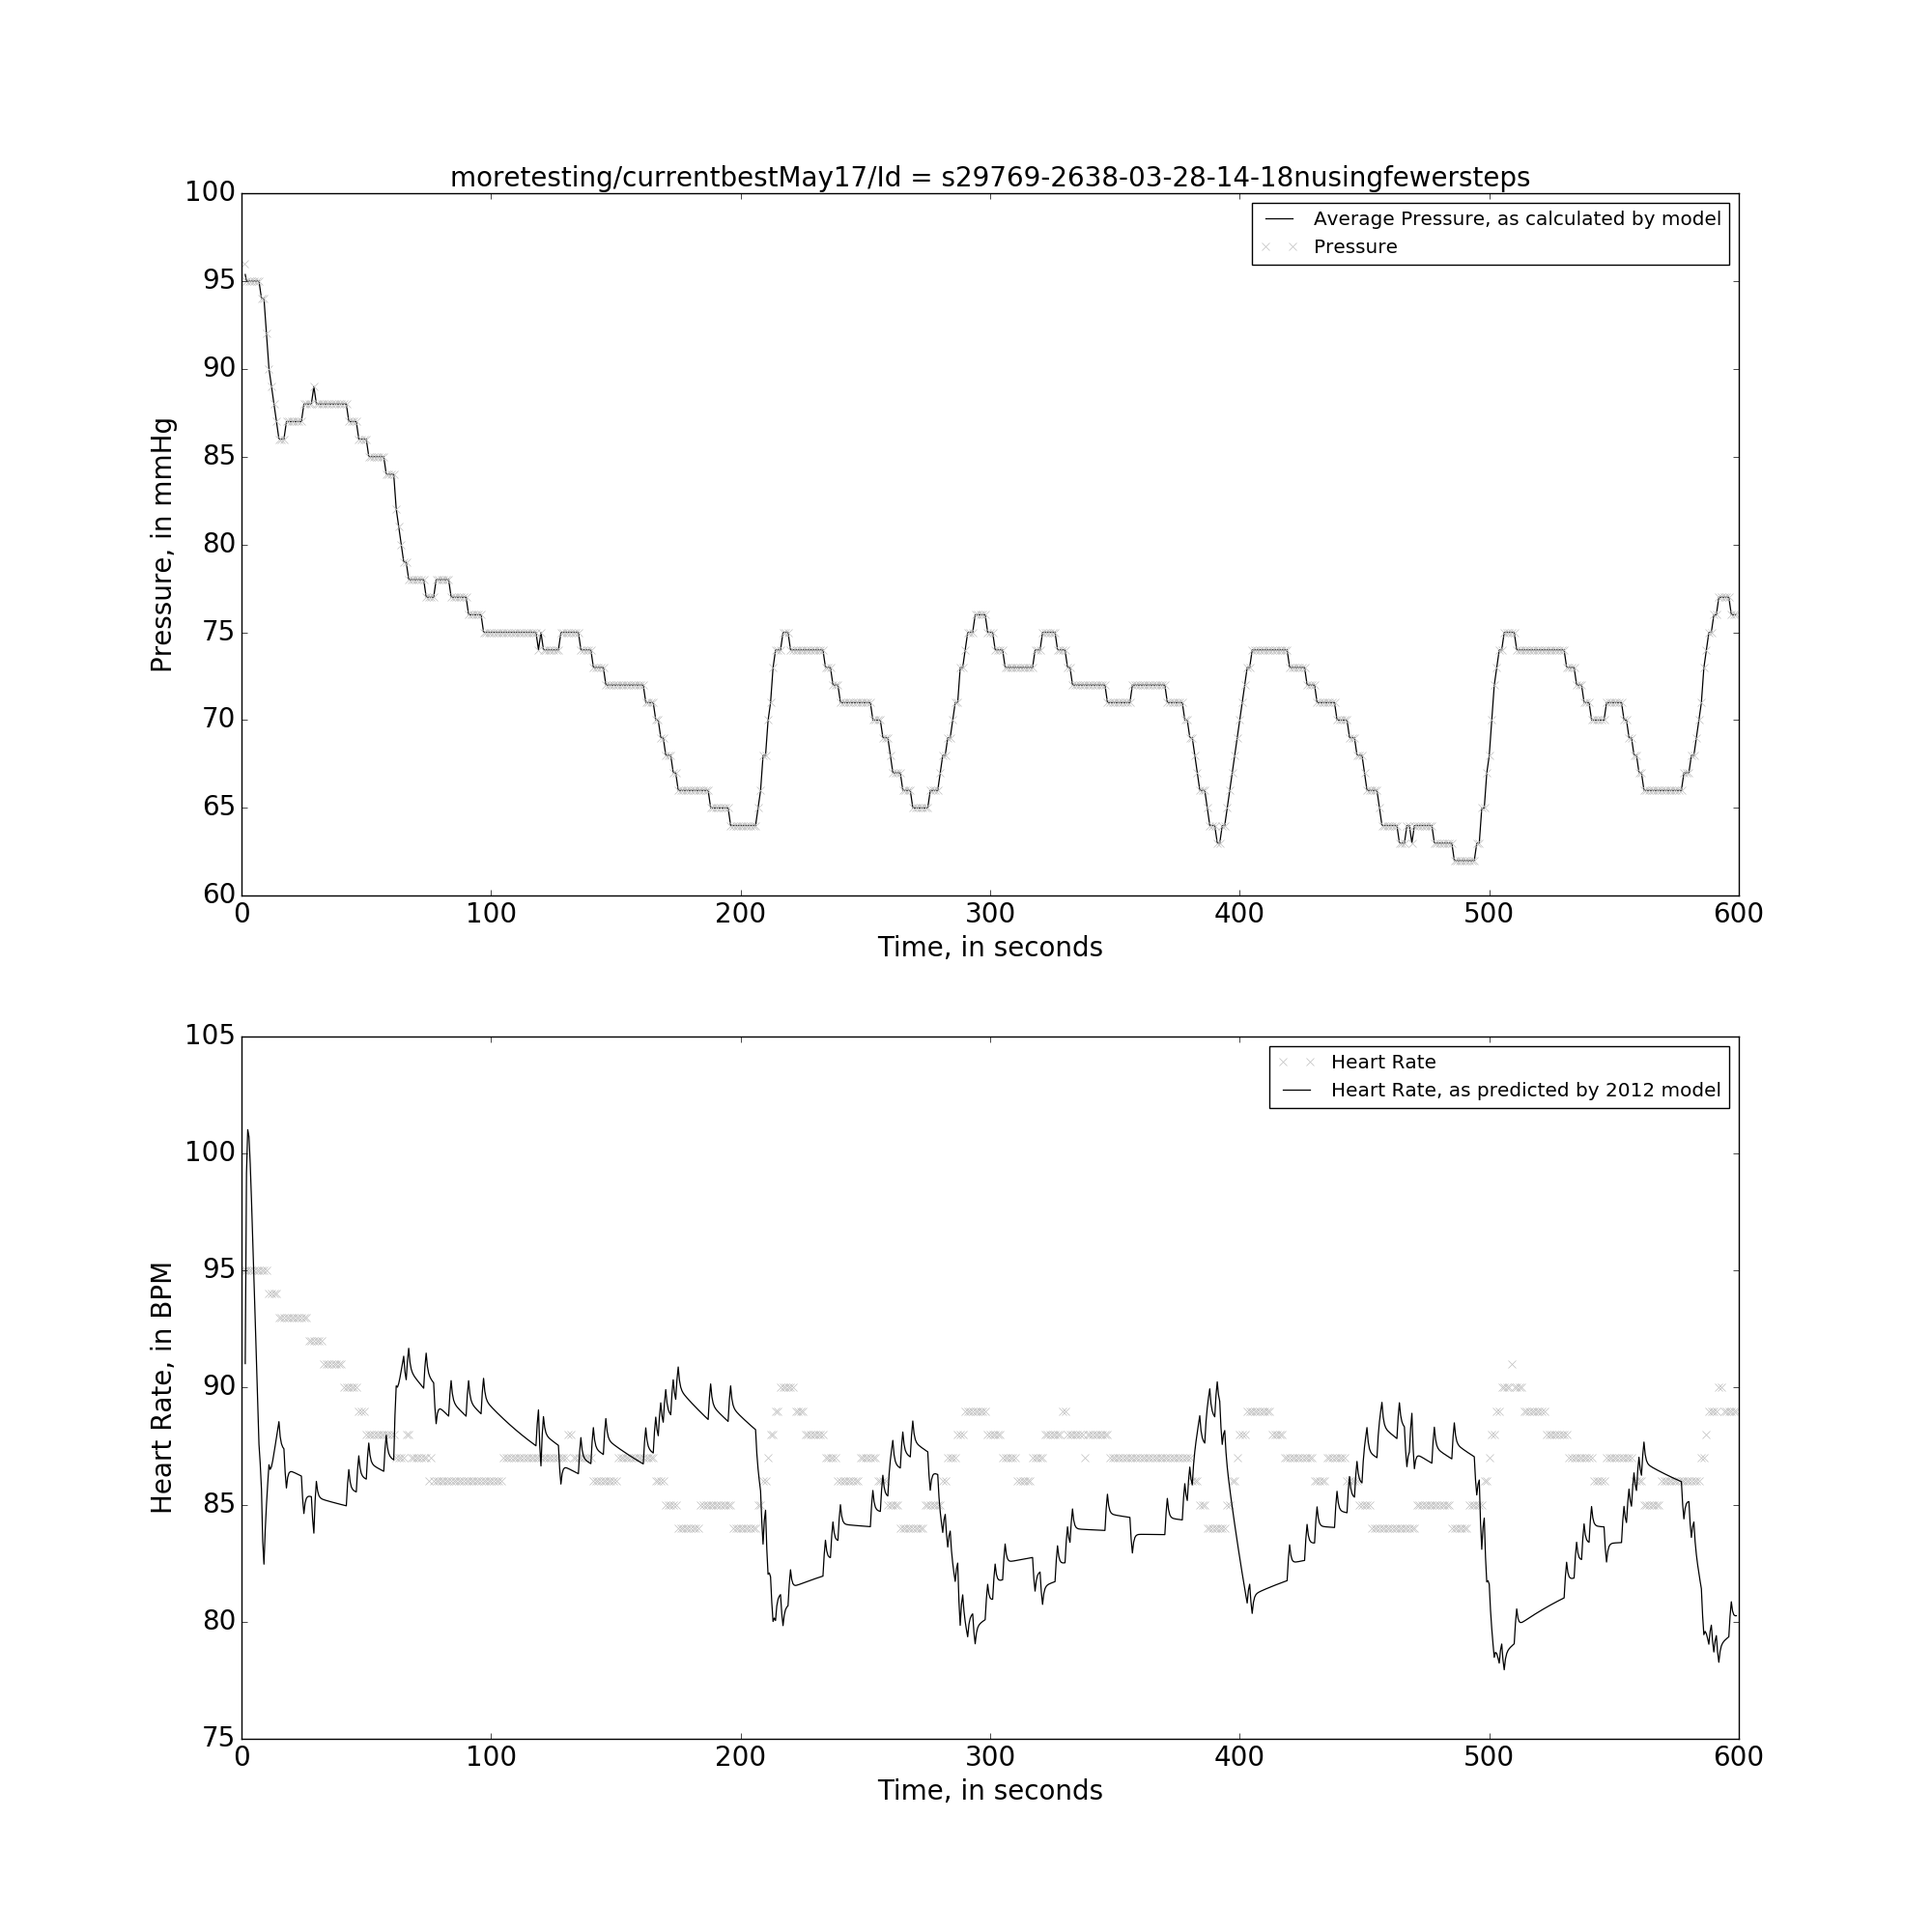 moretesting/currentbestMay17/Id = s29769-2638-03-28-14-18nusingfewersteps
Average Pressure, as calculated by model
Pressure
100
95
90
85
80
75
70
65
60
Pressure, in mmHg
0 100 200 300 400 500 600
Time, in seconds
Heart Rate
Heart Rate, as predicted by 2012 model
105
100
95
90
85
80
75
Heart Rate, in BPM
0 100 200 300 400 500 600
Time, in seconds